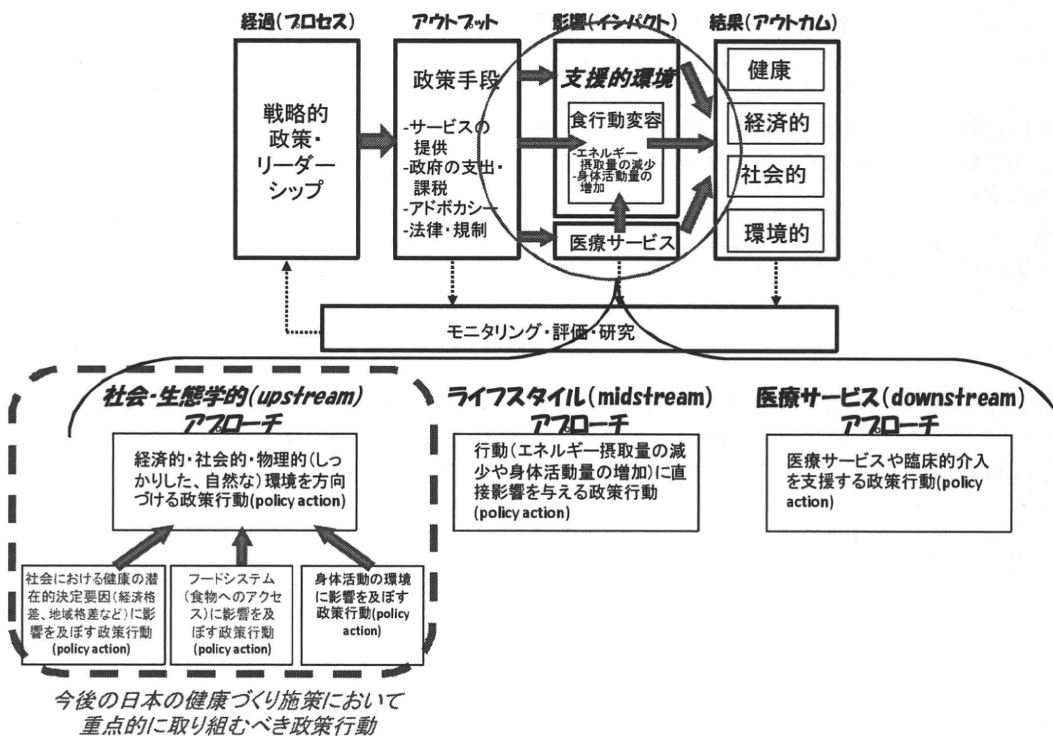 経過(プロセス)
アウトプット
影響(インパクト)
結果(アウトカム)
戦略的
政策・
リーダー
シップ
政策手段
-サービスの
提供
-政府の支出・
課税
-アドボカシー
-法律・規制
支援的環境
食行動変容
-エネルギー
摂取量の減少
-身体活動量の
増加
医療サービス
健康
経済的
社会的
環境的
モニタリング・評価・研究
社会-生態学的(upstream)
アプローチ
経済的・社会的・物理的(しっ
かりした、自然な)環境を方向
づける政策行動(policy action)
社会における健康の潜
在的決定要因(経済格
差、地域格差など)に影
響を及ぼす政策行動
(policy action)
フードシステム
(食物へのアクセ
ス)に影響を及
ぼす政策行動
(policy action)
身体活動の環境
に影響を及ぼす
政策行動(policy
action)
今後の日本の健康づくり施策において
重点的に取り組むべき政策行動
ライフスタイル(midstream)
アプローチ
行動(エネルギー摂取量の減
少や身体活動量の増加)に直
接影響を与える政策行動
(policy action)
医療サービス(downstream)
アプローチ
医療サービスや臨床的介入
を支援する政策行動(policy
action)